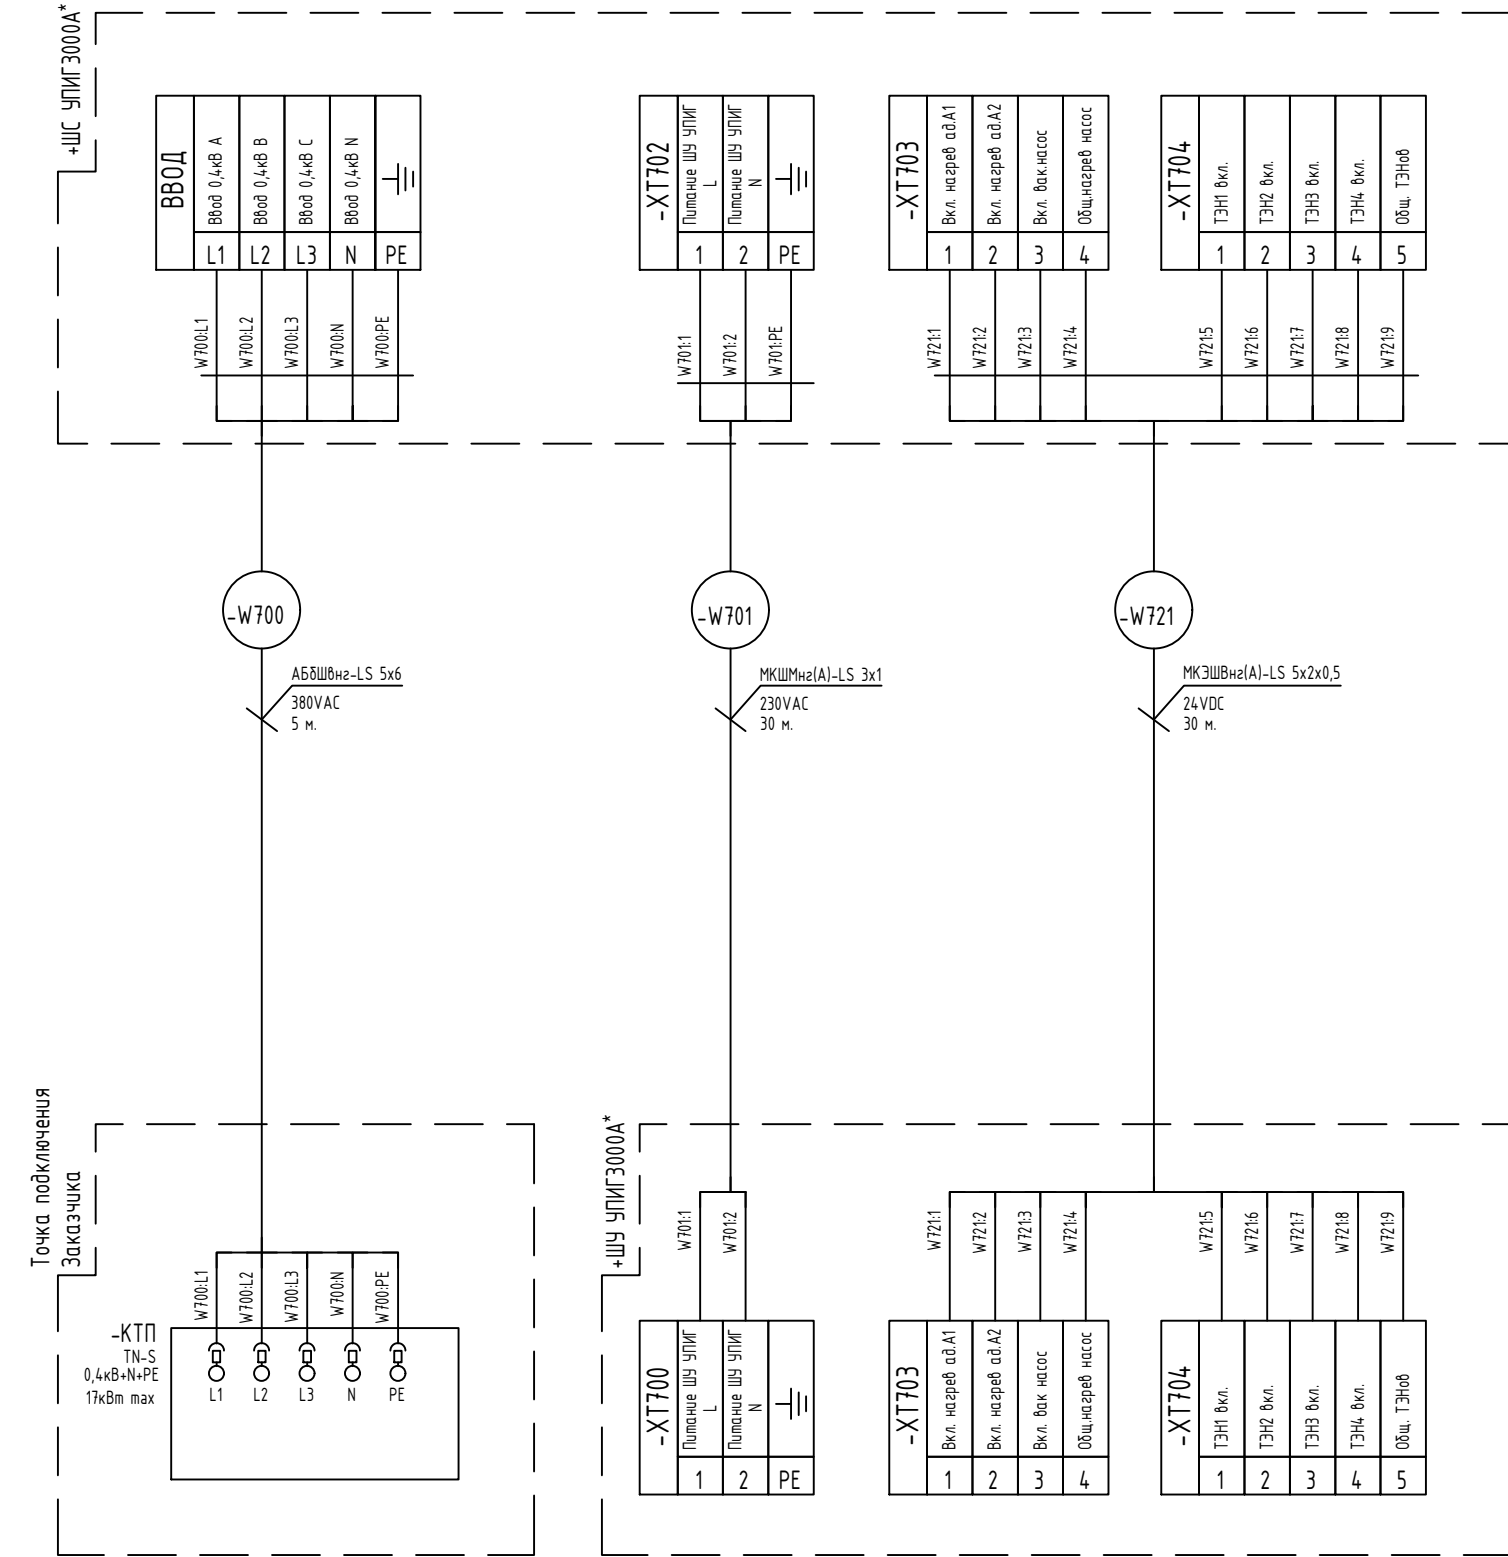 +ШС УПИГ3000А*
ВВОД
Ввод 0,4кВ A
Ввод 0,4кВ B
Ввод 0,4кВ C
Ввод 0,4кВ N
L1
L2
L3
N
PE
W700:L1
W700:L2
W700:L3
W700:N
W700:PE
-XT702
Питание ШУ УПИГ
L
Питание ШУ УПИГ
N
1
2
PE
W701:1
W701:2
W701:PE
-XT703
Вкл. нагрев ад.А1
Вкл. нагрев ад.А2
Вкл. вак.насос
Общ.нагрев насос
1
2
3
4
W721:1
W721:2
W721:3
W721:4
-XT704
ТЭН1 вкл.
ТЭН2 вкл.
ТЭН3 вкл.
ТЭН4 вкл.
Общ. ТЭНов
1
2
3
4
5
W721:5
W721:6
W721:7
W721:8
W721:9
-W700
АБбШвнг-LS 5x6
380VAC
5 м.
-W701
МКШМнг(А)-LS 3x1
230VAC
30 м.
-W721
МКЭШВнг(А)-LS 5x2x0,5
24VDC
30 м.
Точка подключения
Заказчика
W700:L1
W700:L2
W700:L3
W700:N
W700:PE
-КТП
TN-S
0,4кВ+N+PE
17кВт max
L1
L2
L3
N
PE
+ШУ УПИГ3000А*
W701:1
W701:2
-XT700
Питание ШУ УПИГ
L
Питание ШУ УПИГ
N
1
2
PE
W721:1
W721:2
W721:3
W721:4
-XT703
Вкл. нагрев ад.А1
Вкл. нагрев ад.А2
Вкл. вак насос
Общ.нагрев насос
1
2
3
4
W721:5
W721:6
W721:7
W721:8
W721:9
-XT704
ТЭН1 вкл.
ТЭН2 вкл.
ТЭН3 вкл.
ТЭН4 вкл.
Общ. ТЭНов
1
2
3
4
5